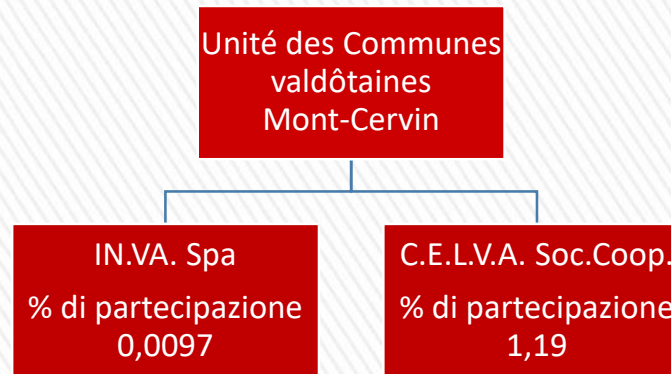 Unité des Communes
valdôtaines
Mont-Cervin
IN.VA. Spa
% di partecipazione
0,0097
C.E.L.V.A. Soc.Coop.
% di partecipazione
1,19